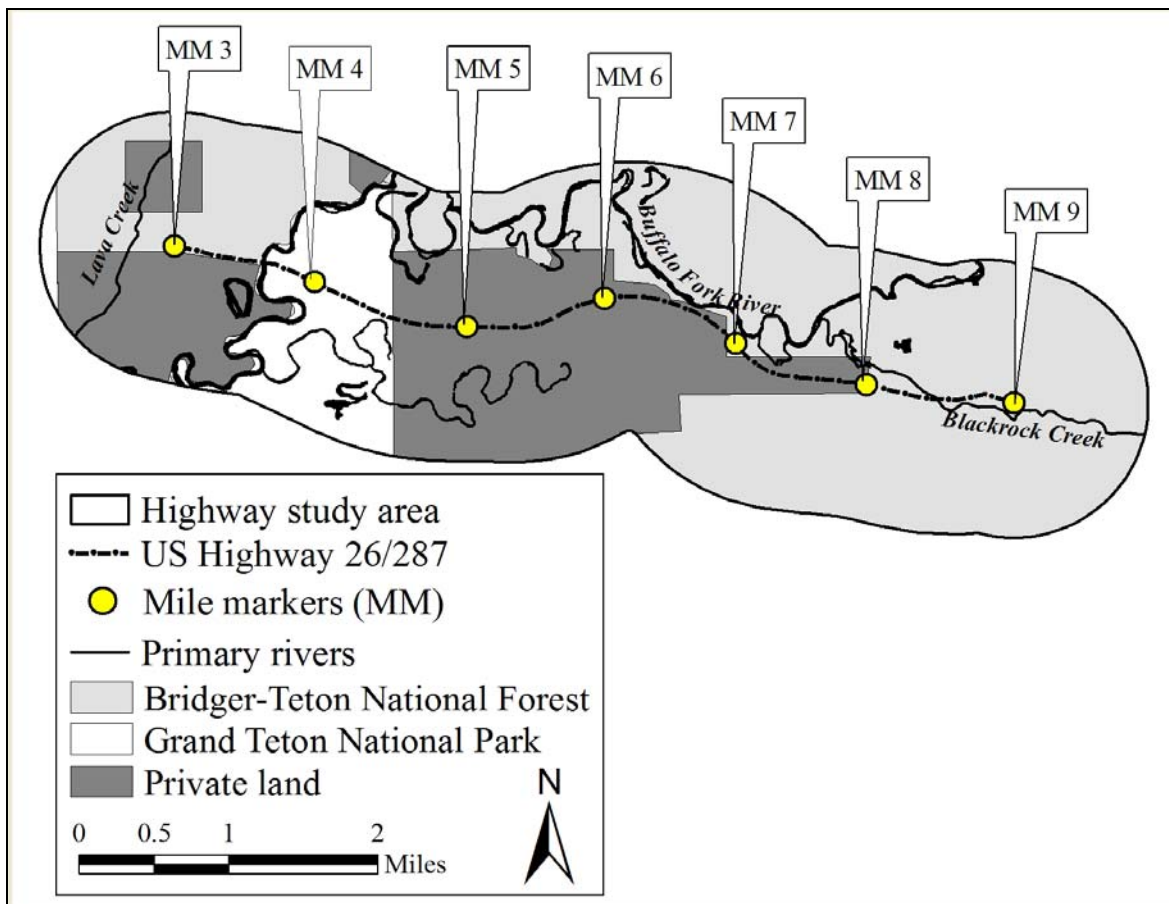 MM 3
MM 4
MM 5
MM 6
MM 7
MM 8
MM 9
Lava Creek
Buffalo Fork River
Blackrock Creek
Highway study area
US Highway 26/287
Mile markers (MM)
Primary rivers
Bridger-Teton National Forest
Grand Teton National Park
Private land
N
0 0.5 1 2
Miles